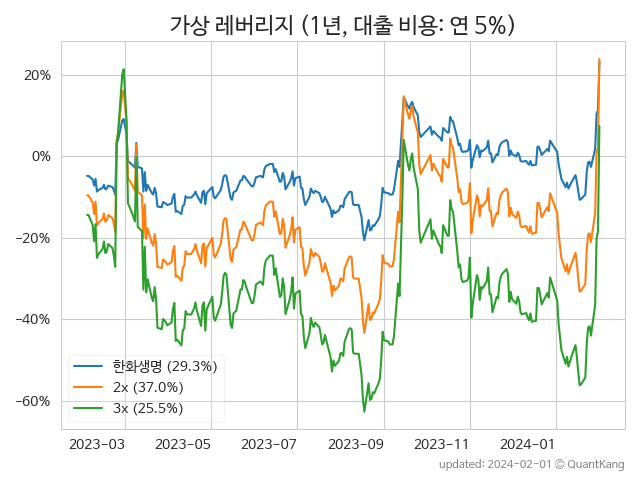 가상 레버리지 (1년, 대출 비용: 연 5%)
20%
0%
−20%
−40%
−60%
한화생명 (29.3%)
2x (37.0%)
3x (25.5%)
2023-03 2023-05 2023-07 2023-09 2023-11 2024-01
updated: 2024-02-01 © QuantKang